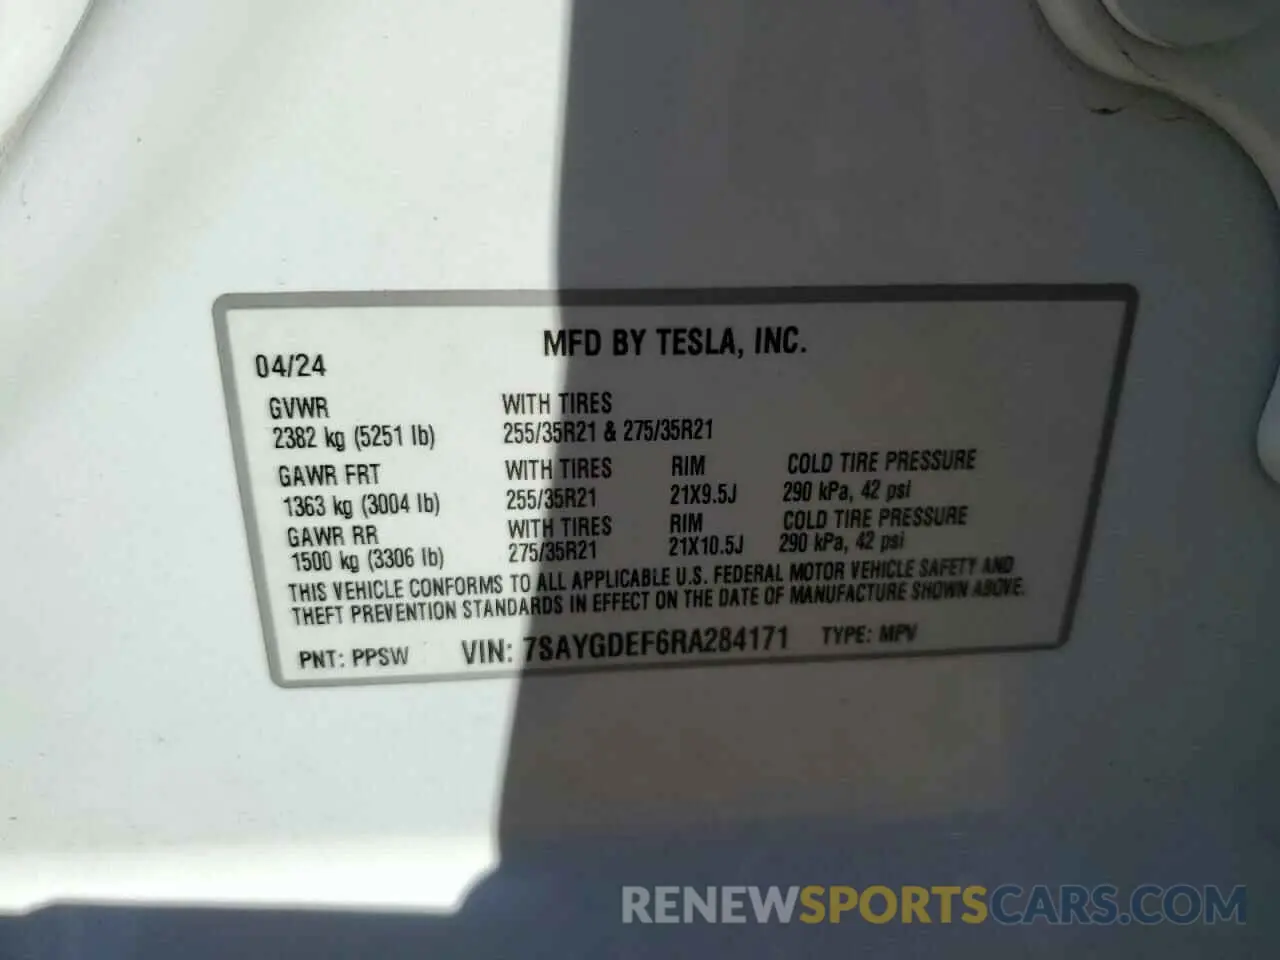 MFD BY TESLA, INC.
04/24
GVWR WITH TIRES
2382 kg (5251 lb) 255/35R21 & 275/35R21
GAWR FRT WITH TIRES RIM COLD TIRE PRESSURE
1363 kg (3004 lb) 255/35R21 21X9.5J 290 kPa, 42 psi
GAWR RR WITH TIRES RIM COLD TIRE PRESSURE
1500 kg (3306 lb) 275/35R21 21X10.5J 290 kPa, 42 psi
THIS VEHICLE CONFORMS TO ALL APPLICABLE U.S. FEDERAL MOTOR VEHICLE SAFETY AND
THEFT PREVENTION STANDARDS IN EFFECT ON THE DATE OF MANUFACTURE SHOWN ABOVE.
PNT: PPSW VIN: 7SAYGDEF6RA284171 TYPE: MPV
RENEWSPORTSCARS.COM